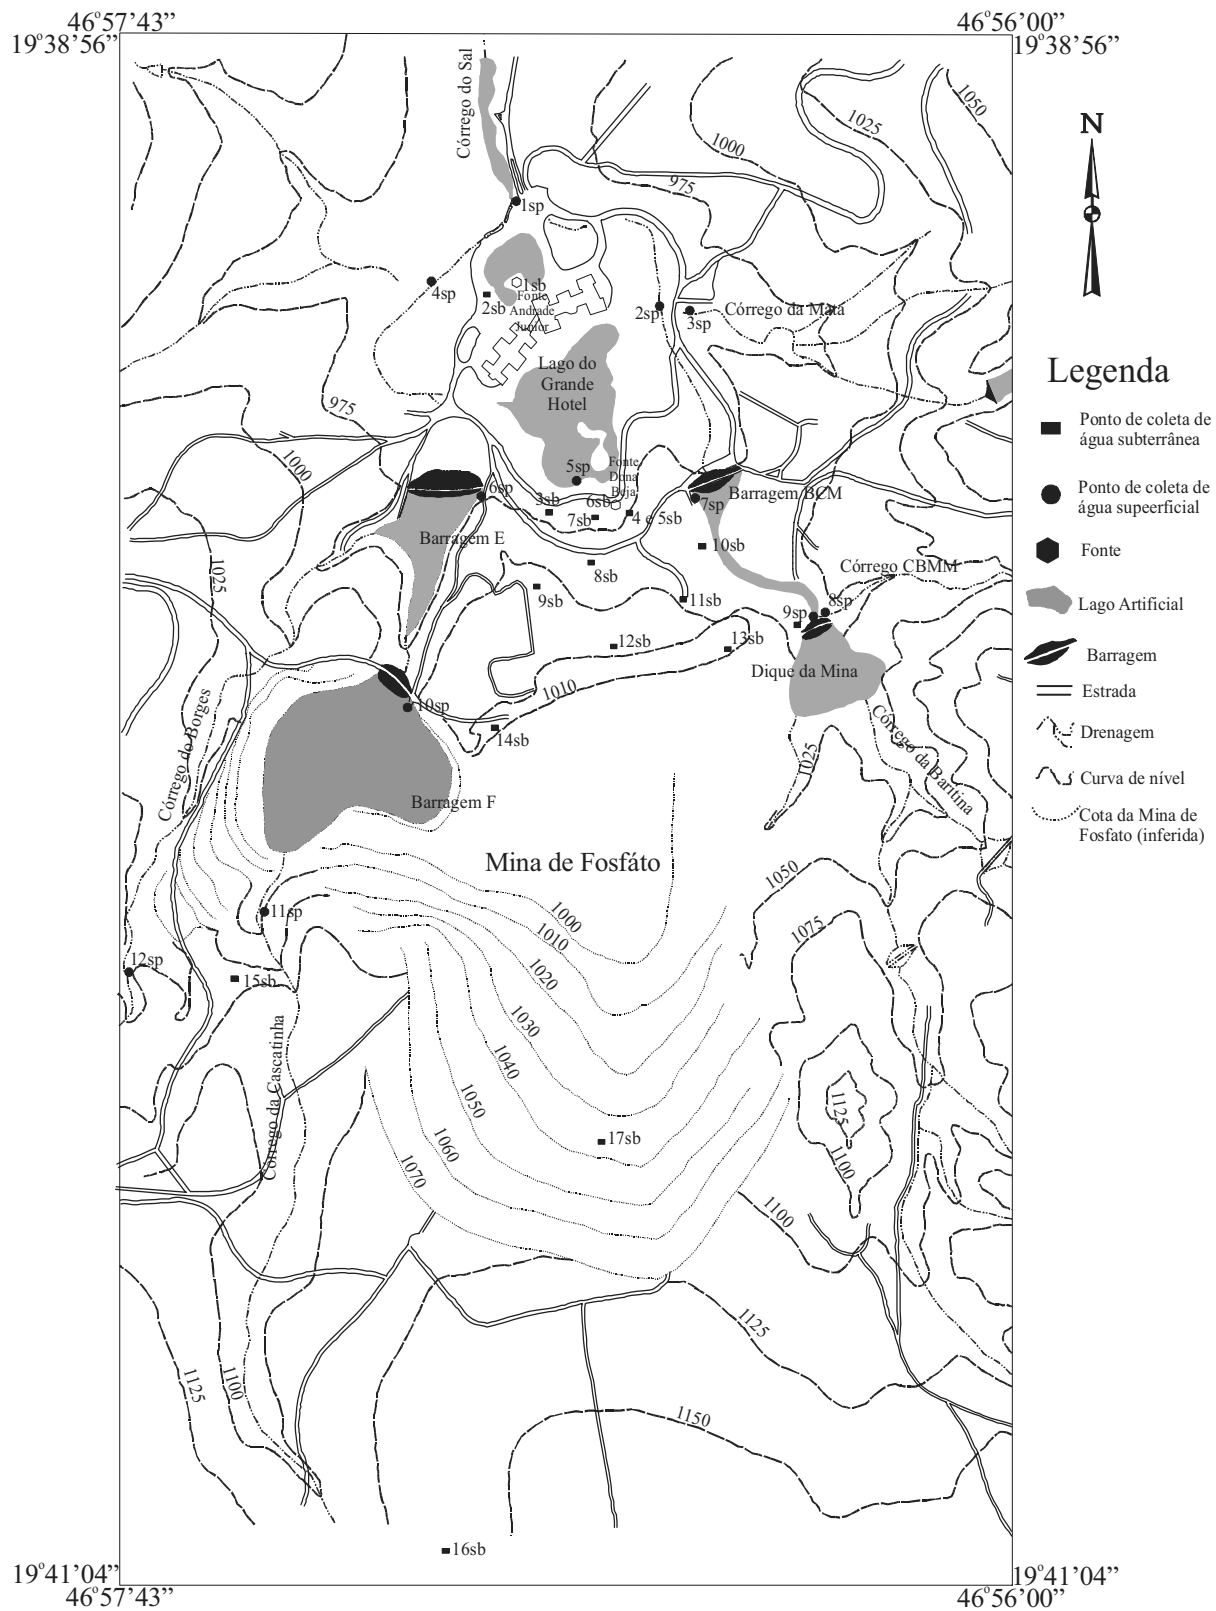 46°57'43” 46°56'00”
19°38'56” 19°38'56”
Córrego do Sal
1050
1025
1000
975
N
1sp
4sp
1sb
2sb Fonte
Andrade
Junior
2sp
3sp
Córrego da Mata
Lago do
Grande
Hotel
975
1000
5sp
Fonte
Dona
Beja
6sp
3sb
6sb
7sb
4 e 5sb
7sp
Barragem BCM
Barragem E
10sb
8sb
9sb
11sb
Córrego CBMM
8sp
9sp
1025
12sb
13sb
Dique da Mina
1010
10sp
14sb
Córrego do Borges
1025
Córrego da Baritina
Barragem F
Mina de Fosfáto
1050
1075
1000
1010
1020
1030
1040
1050
1060
1070
11sp
12sp
15sb
Córrego da Cascatinha
17sb
1125
1100
1100
1125
1125
1100
1150
16sb
Legenda
Ponto de coleta de
água subterrânea
Ponto de coleta de
água supeerficial
Fonte
Lago Artificial
Barragem
Estrada
Drenagem
Curva de nível
Cota da Mina de
Fosfato (inferida)
19°41'04” 19°41'04”
46°57'43” 46°56'00”